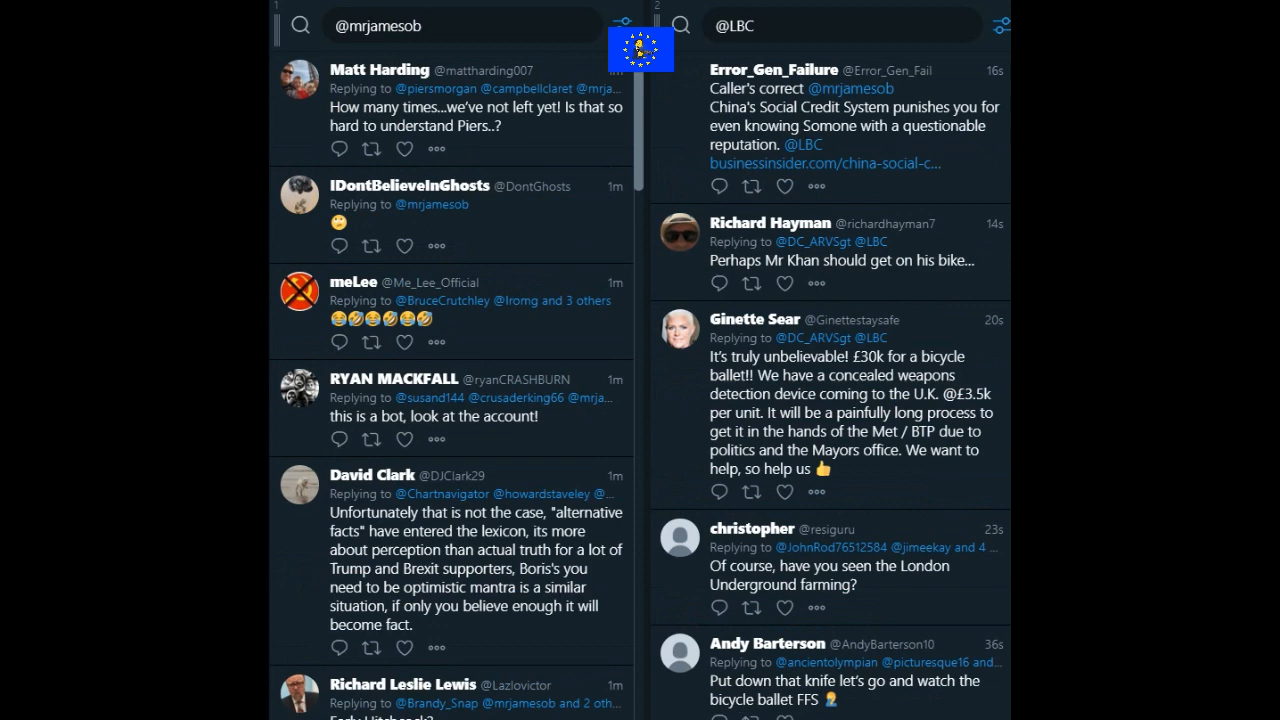 1
@mrjamesob
Matt Harding @mattharding007
Replying to @piersmorgan @campbellclaret @mrja...
How many times...we’ve not left yet! Is that so
hard to understand Piers..?
IDontBelieveInGhosts @DontGhosts 1m
Replying to @mrjamesob
🙄
meLee @Me_Lee_Official 1m
Replying to @BruceCrutchley @Iromg and 3 others
😂🤣😂🤣😂🤣
RYAN MACKFALL @ryanCRASHBURN 1m
Replying to @susand144 @crusaderking66 @mrja...
this is a bot, look at the account!
David Clark @DJClark29 1m
Replying to @Chartnavigator @howardstaveley @...
Unfortunately that is not the case, "alternative
facts" have entered the lexicon, its more
about perception than actual truth for a lot of
Trump and Brexit supporters, Boris's you
need to be optimistic mantra is a similar
situation, if only you believe enough it will
become fact.
Richard Leslie Lewis @Lazlovictor 1m
Replying to @Brandy_Snap @mrjamesob and 2 oth...
Early Hitchcock?
2
@LBC
Error_Gen_Failure @Error_Gen_Fail 16s
Caller's correct @mrjamesob
China's Social Credit System punishes you for
even knowing Somone with a questionable
reputation. @LBC
businessinsider.com/china-social-c...
Richard Hayman @richardhayman7 14s
Replying to @DC_ARVSgt @LBC
Perhaps Mr Khan should get on his bike...
Ginette Sear @Ginettestaysafe 20s
Replying to @DC_ARVSgt @LBC
It’s truly unbelievable! £30k for a bicycle
ballet!! We have a concealed weapons
detection device coming to the U.K. @£3.5k
per unit. It will be a painfully long process to
get it in the hands of the Met / BTP due to
politics and the Mayors office. We want to
help, so help us 👍
christopher @resiguru 23s
Replying to @JohnRod76512584 @jimeekay and 4 ...
Of course, have you seen the London
Underground farming?
Andy Barterson @AndyBarterson10 36s
Replying to @ancientolympian @picturesque16 and...
Put down that knife let’s go and watch the
bicycle ballet FFS 🤦